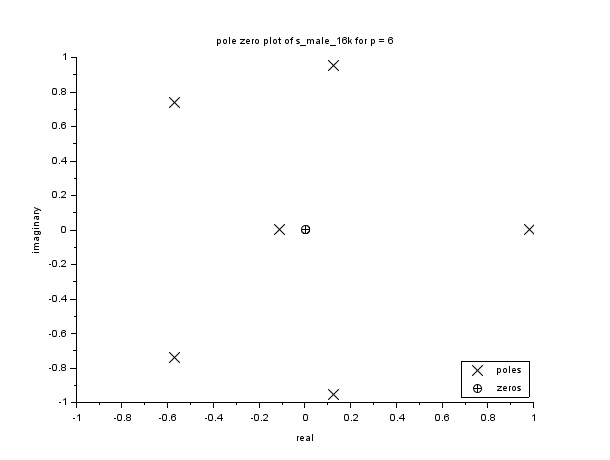 pole zero plot of s_male_16k for p = 6
1
0.8
0.6
0.4
0.2
0
-0.2
-0.4
-0.6
-0.8
-1
imaginary
-1 -0.8 -0.6 -0.4 -0.2 0 0.2 0.4 0.6 0.8 1
real
poles
zeros